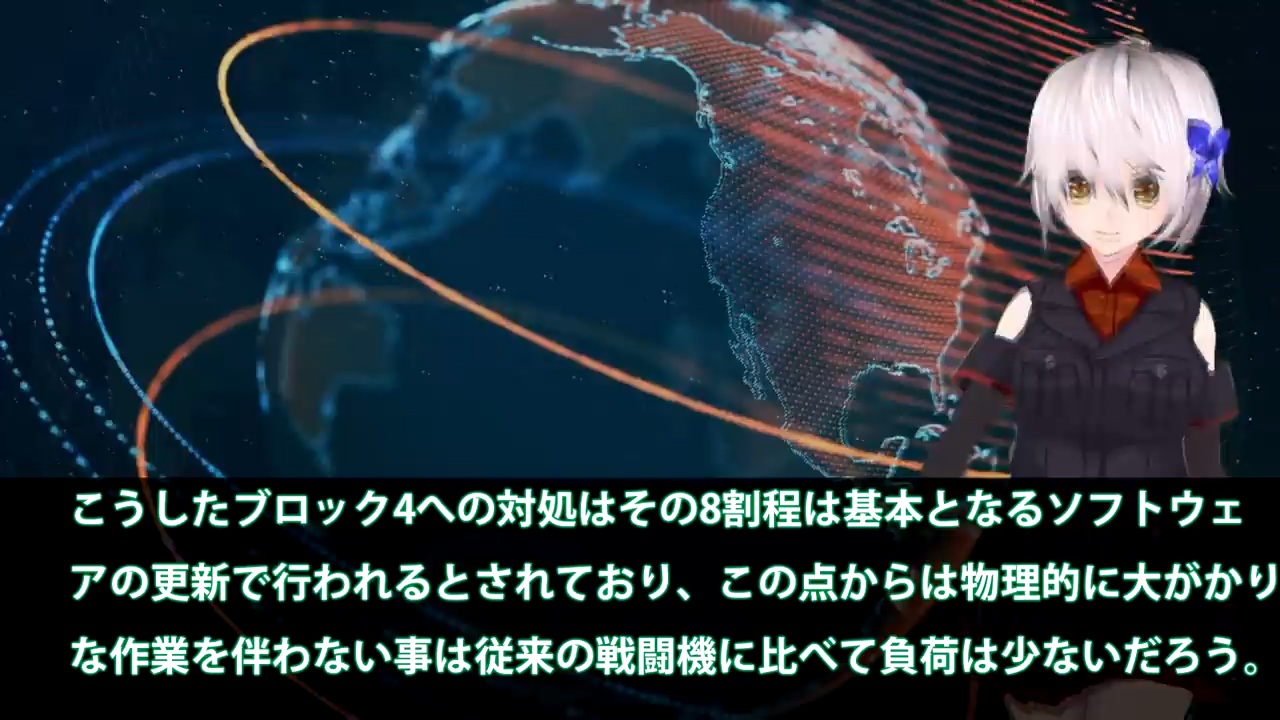 こうしたブロック4への対処はその8割程は基本となるソフトウェ
アの更新で行われるとされており、この点からは物理的に大がかり
な作業を伴わない事は従来の戦闘機に比べて負荷は少ないだろう。